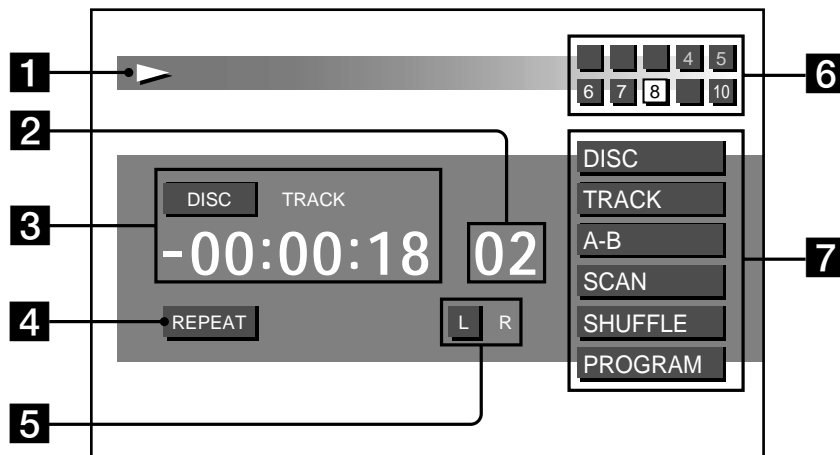 1
4 5
6
6 7 8 10
2
DISC
3
DISC TRACK
TRACK
-00:00:18
02
A-B
7
SCAN
4
REPEAT
L R
SHUFFLE
PROGRAM
5